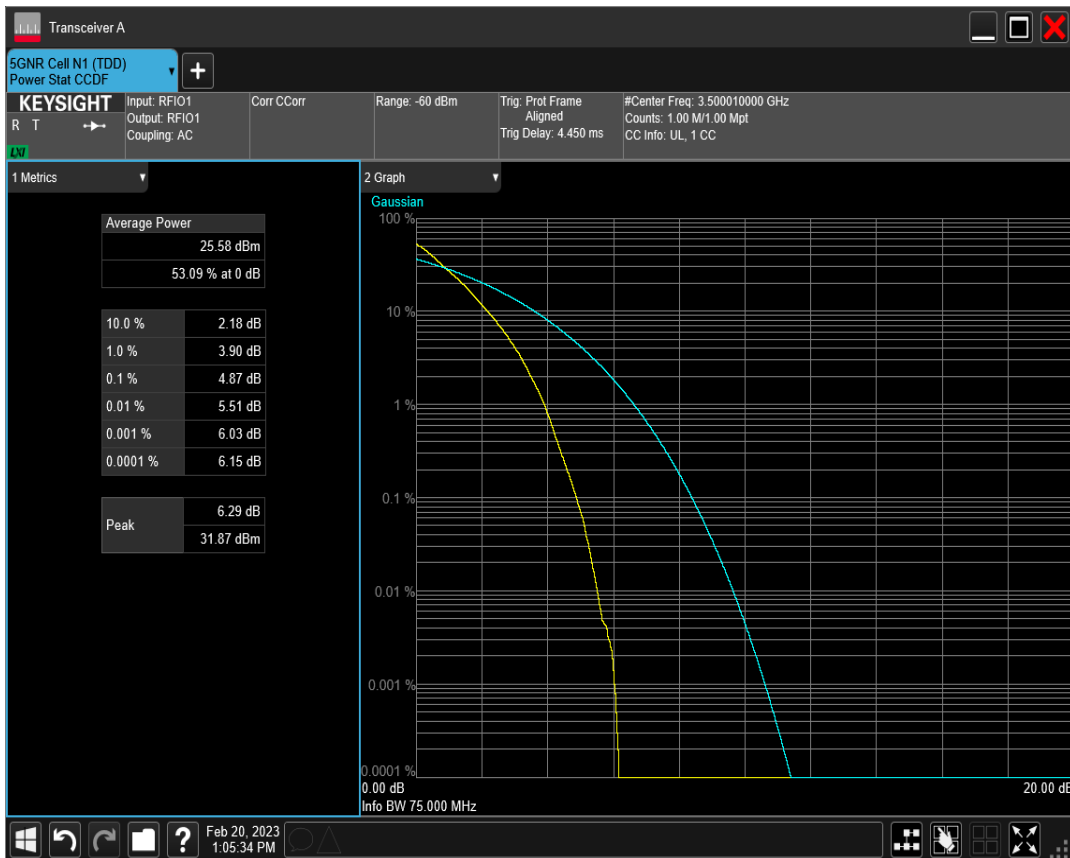 Transceiver A
5GNR Cell N1 (TDD)
Power Stat CCDF
+
KEYSIGHT
R T
LXI
Input: RFIO1
Output: RFIO1
Coupling: AC
Corr CCorr
Range: -60 dBm
Trig: Prot Frame
Aligned
Trig Delay: 4.450 ms
#Center Freq: 3.500010000 GHz
Counts: 1.00 M/1.00 Mpt
CC Info: UL, 1 CC
1 Metrics
Average Power
25.58 dBm
53.09 % at 0 dB
10.0 % 2.18 dB
1.0 % 3.90 dB
0.1 % 4.87 dB
0.01 % 5.51 dB
0.001 % 6.03 dB
0.0001 % 6.15 dB
Peak 6.29 dB
31.87 dBm
2 Graph
Gaussian
100 %
10 %
1 %
0.1 %
0.01 %
0.001 %
0.0001 %
0.00 dB 20.00 dB
Info BW 75.000 MHz
?
Feb 20, 2023
1:05:34 PM